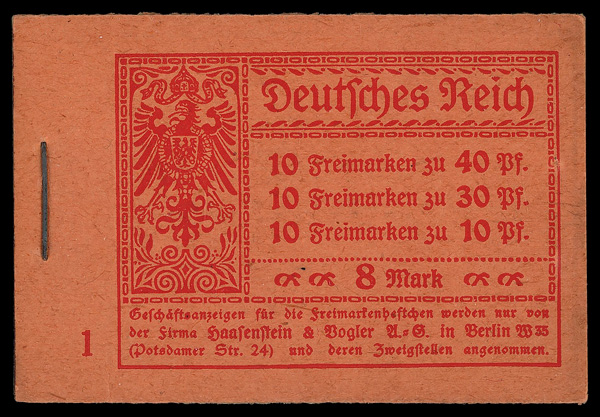 Deutſches Reich
10 Freimarken zu 40 Pf.
10 Freimarken zu 30 Pf.
10 Freimarken zu 10 Pf.
8 Mark
Geſchäftsanzeigen für die Freimarkenheftchen werden nur von
der Firma Haaſenſtein & Vogler A.=G. in Berlin W 35
(Potsdamer Str. 24) und deren Zweigſtellen angenommen.
1